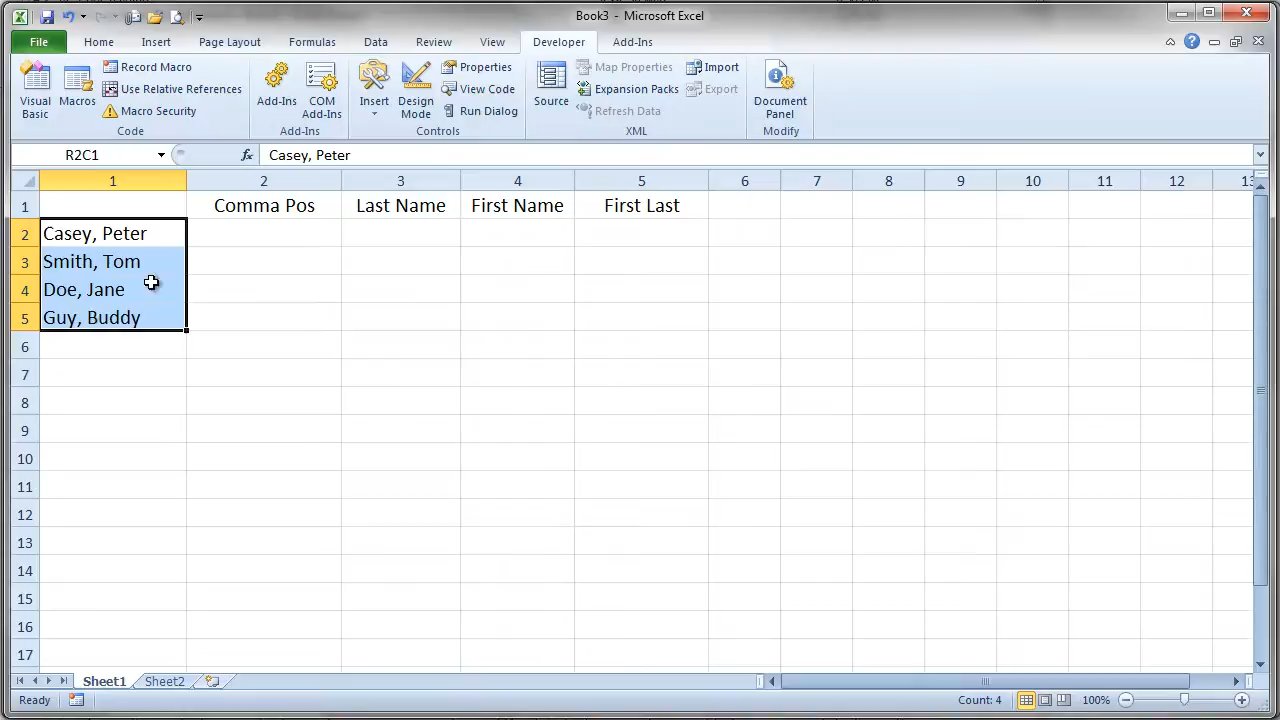 Book3 - Microsoft Excel
File Home Insert Page Layout Formulas Data Review View Developer Add-Ins
Visual Basic
Macros
Record Macro
Use Relative References
Macro Security
Code
Add-Ins
COM Add-Ins
Add-Ins
Insert
Design Mode
Properties
View Code
Run Dialog
Controls
Source
Map Properties
Expansion Packs
Refresh Data
Import
Export
XML
Document Panel
Modify
R2C1 fx Casey, Peter
1 2 3 4 5 6 7 8 9 10 11 12 13
1 Comma Pos Last Name First Name First Last
2 Casey, Peter
3 Smith, Tom
4 Doe, Jane
5 Guy, Buddy
6
7
8
9
10
11
12
13
14
15
16
17
Sheet1 Sheet2
Ready Count: 4 100%